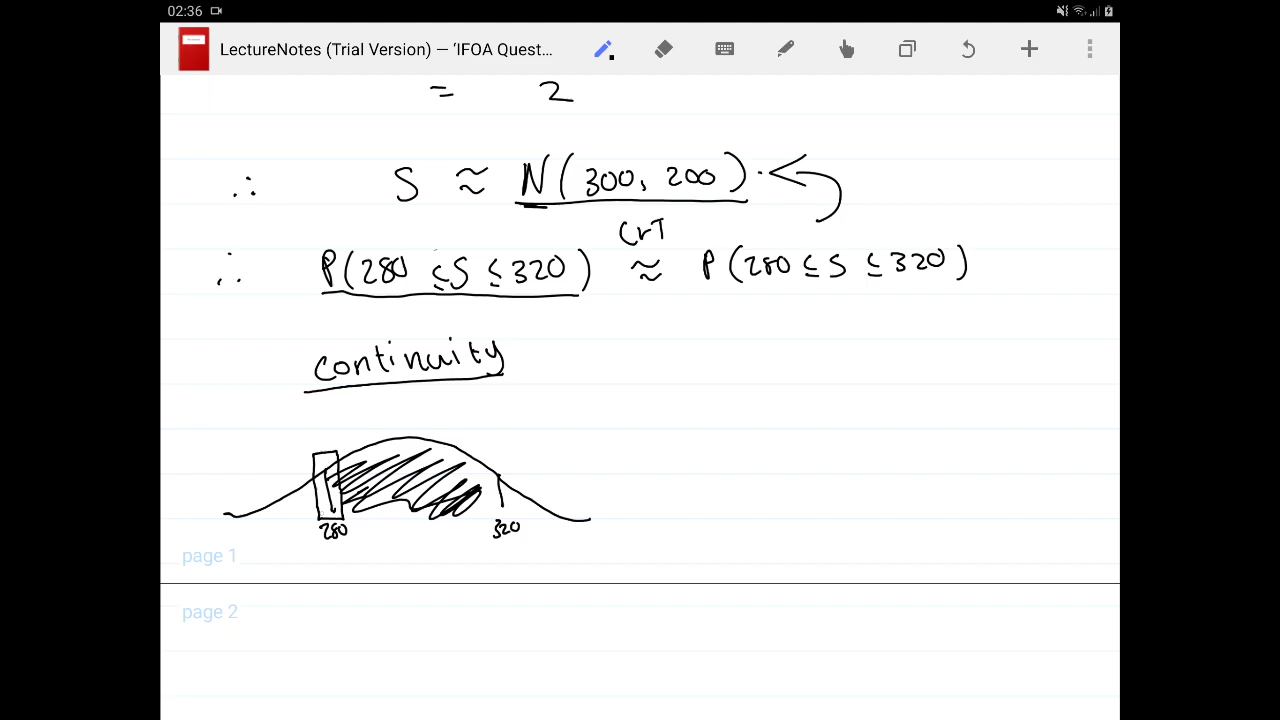 02:36
LectureNotes (Trial Version) — ‘IFOA Quest…
= 2
∴ S ≈ N(300, 200)
CLT
∴ P(280 ≤ S ≤ 320) ≈ P(280 ≤ S ≤ 320)
continuity
280 320
page 1
page 2